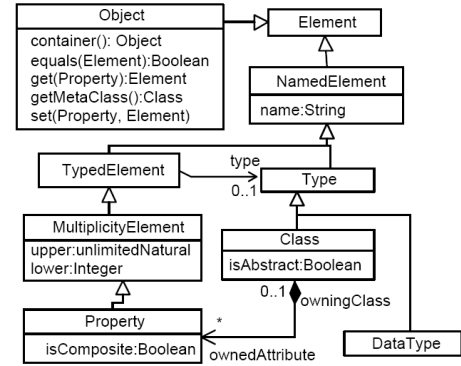 Object
container(): Object
equals(Element):Boolean
get(Property):Element
getMetaClass():Class
set(Property, Element)
Element
NamedElement
name:String
TypedElement
type
0..1
Type
MultiplicityElement
upper:unlimitedNatural
lower:Integer
Class
isAbstract:Boolean
0..1
owningClass
Property
isComposite:Boolean
*
ownedAttribute
DataType